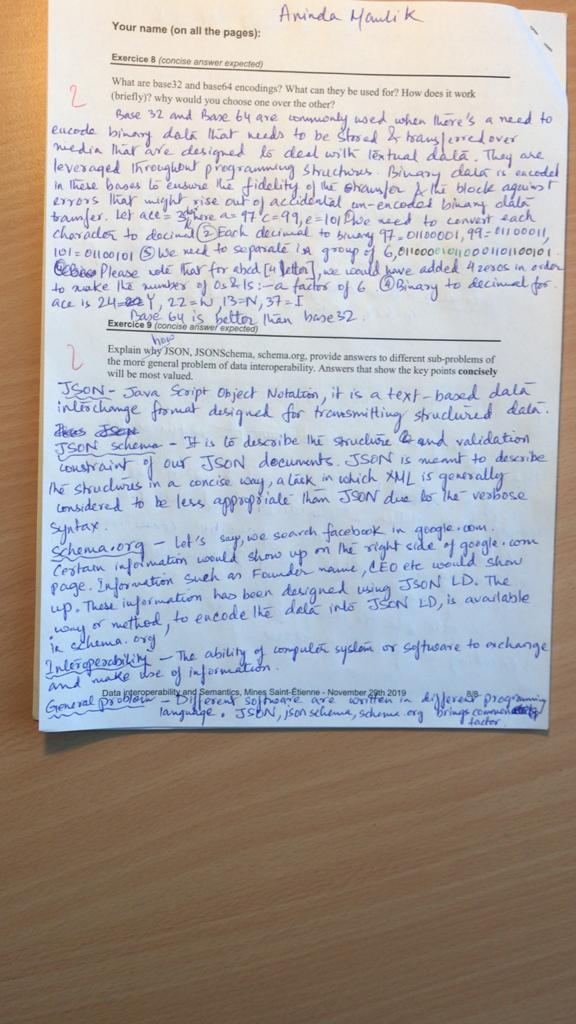 Aninda Maulik
Your name (on all the pages):
Exercice 8 (concise answer expected)
What are base32 and base64 encodings? What can they be used for? How does it work
(briefly)? why would you choose one over the other?
2
Base 32 and Base 64 are commonly used when there's a need to
encode binary data that needs to be stored & transferred over
media that are designed to deal with textual data. They are
leveraged throughout programming structures. Binary data is encoded
in these bases to ensure the fidelity of the transfer & the block against
errors that might rise out of accidental un-encoded binary data
transfer. Let ace = 3 here a = 97 c = 99, e = 101 ① We need to convert each
character to decimal ② Each decimal to binary 97 = 01100001, 99 = 01100011,
101 = 01100101 ③ We need to separate in group of 6, 011000010110001101100101
Please note that for abcd [4 letter], we would have added 4 zeros in order
to make the number of 0s & 1s :- a factor of 6 ④ Binary to decimal for
ace is 24 = Y, 22 = W, 13 = N, 37 = I
Base 64 is better than base 32.
Exercice 9 (concise answer expected)
how
Explain why JSON, JSONSchema, schema.org, provide answers to different sub-problems of
the more general problem of data interoperability. Answers that show the key points concisely
will be most valued.
2
JSON - Java Script Object Notation, it is a text-based data
interchange format designed for transmitting structured data.
JSON schema - It is to describe the structure and validation
constraint of our JSON documents. JSON is meant to describe
the structures in a concise way, a lack in which XML is generally
considered to be less appropriate than JSON due to the verbose
syntax.
Schema.org - Let's say, we search facebook in google.com.
Certain information would show up on the right side of google.com
page. Information such as Founder name, CEO etc would show
up. These information has been designed using JSON LD. The
way or method, to encode the data into JSON LD, is available
in schema.org
Interoperability - The ability of computer system or software to exchange
and make use of information.
Data interoperability and Semantics, Mines Saint-Étienne - November 29th 2019 8/8
General problem - Different software are written in different programming
language. JSON, json schema, schema.org brings common
factor.